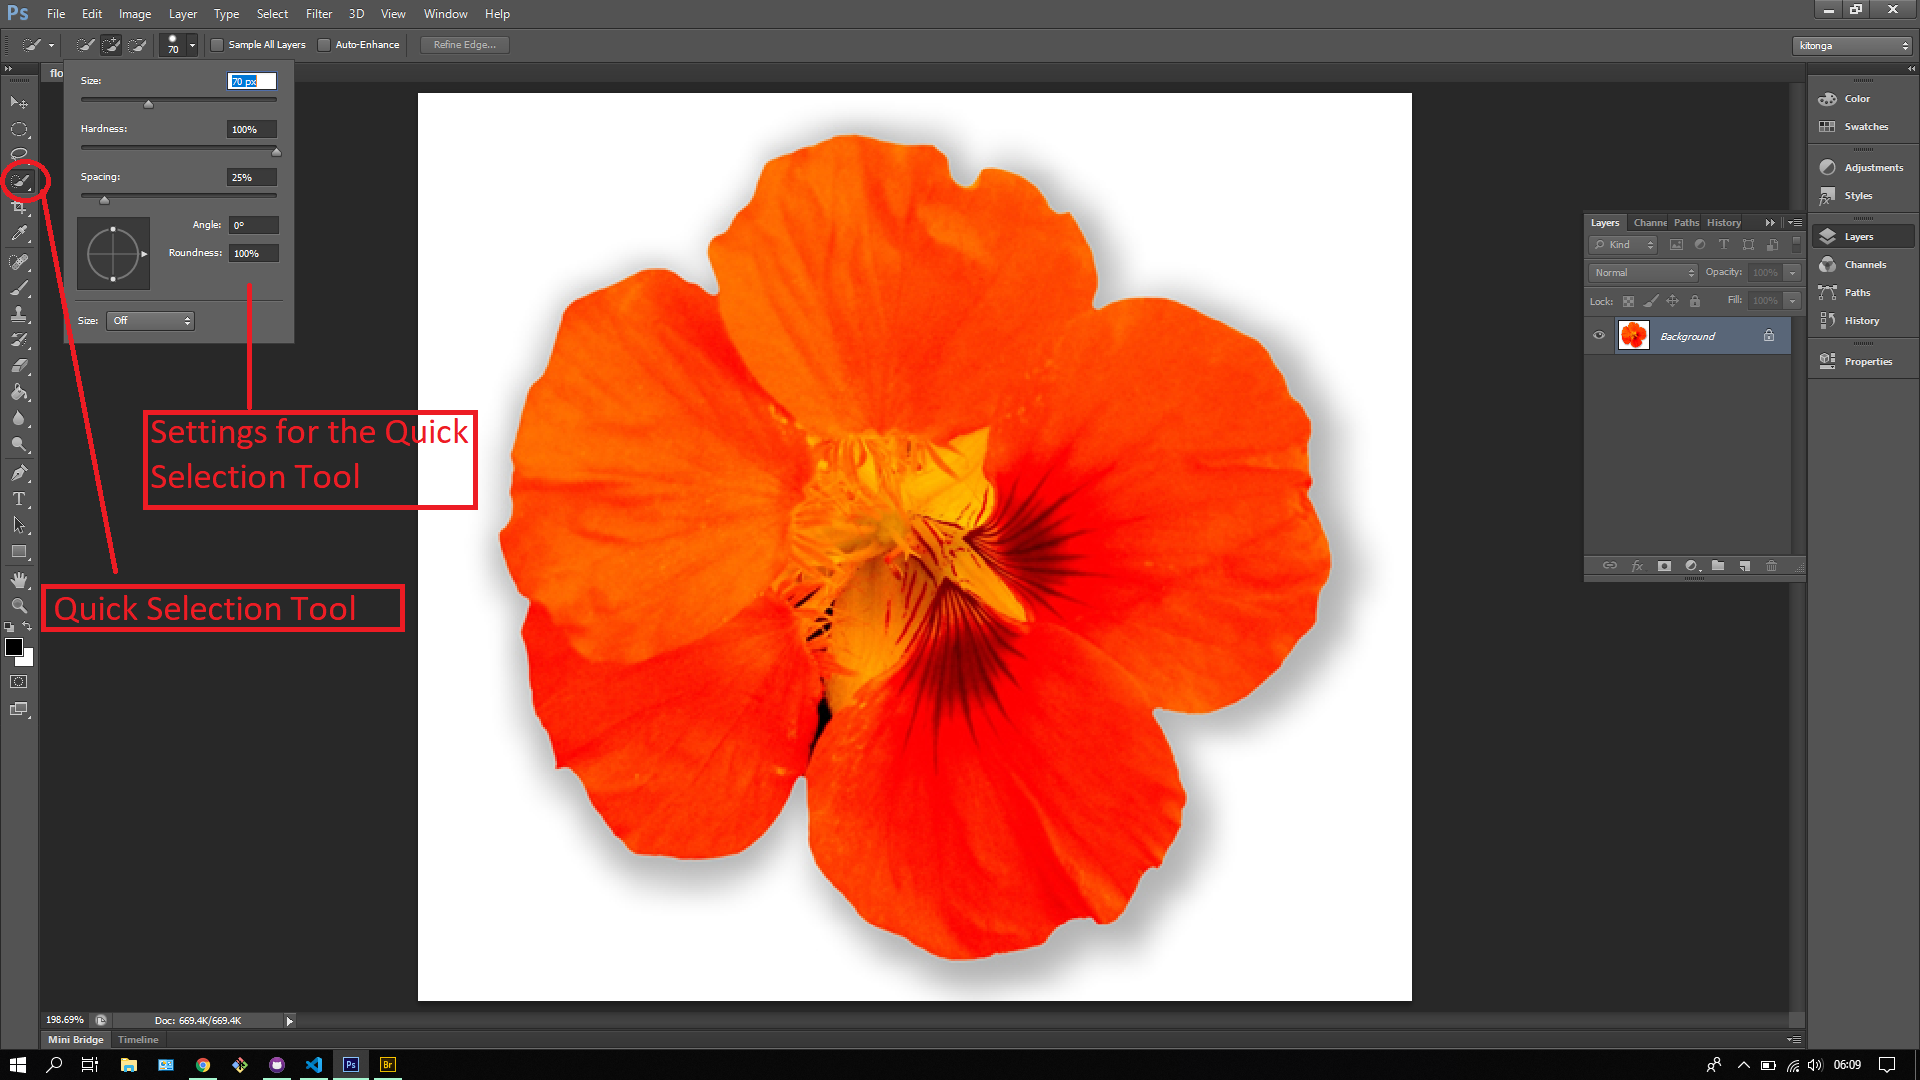 Ps File Edit Image Layer Type Select Filter 3D View Window Help
70 Sample All Layers Auto-Enhance Refine Edge... kitonga
flo
Size: 70 px
Hardness: 100%
Spacing: 25%
Angle: 0º
Roundness: 100%
Size: Off
Settings for the Quick
Selection Tool
Quick Selection Tool
Color
Swatches
Adjustments
Styles
Layers
Channels
Paths
History
Properties
Layers Channe Paths History
Kind
Normal Opacity: 100%
Lock: Fill: 100%
Background
198.69% Doc: 669.4K/669.4K
Mini Bridge Timeline
Ps Br 06:09